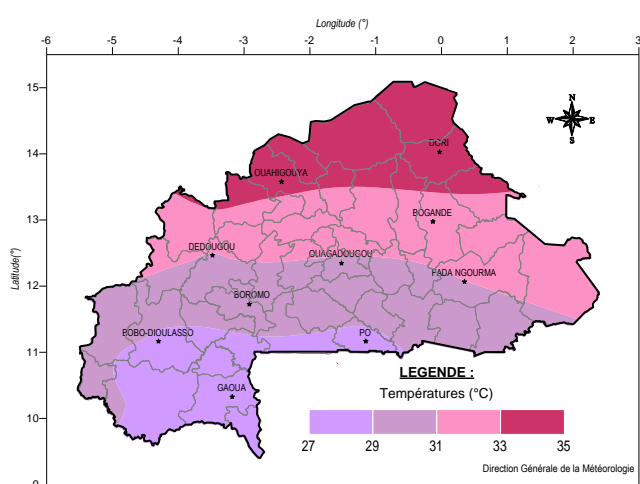 Longitude (°)
-6 -5 -4 -3 -2 -1 0 1 2 3
Latitude(°)
15
14
13
12
11
10
9
N
W E
S
DORI
OUAHIGOUYA
BOGANDE
DEDOUGOU
OUAGADOUGOU
FADA NGOURMA
BOROMO
BOBO-DIOULASSO
PO
GAOUA
LEGENDE :
Températures (°C)
27 29 31 33 35
Direction Générale de la Météorologie